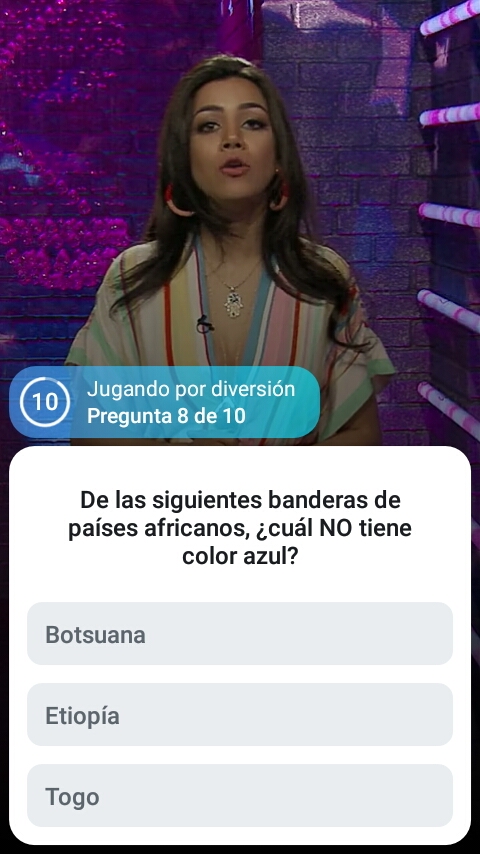 10
Jugando por diversión
Pregunta 8 de 10
De las siguientes banderas de
países africanos, ¿cuál NO tiene
color azul?
Botsuana
Etiopía
Togo